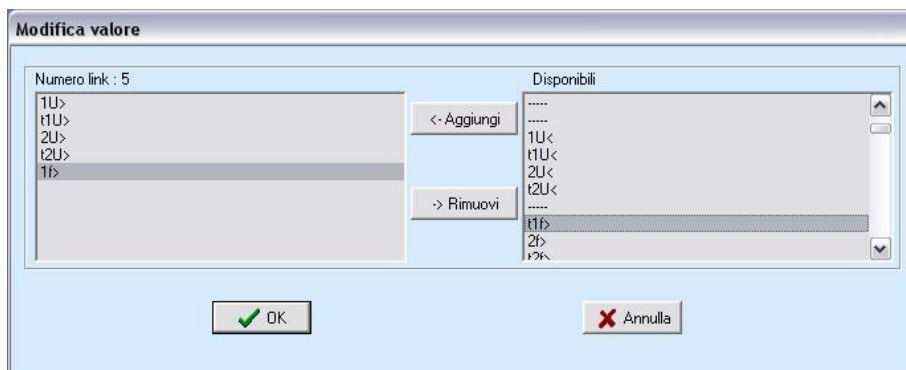 Modifica valore
Numero link : 5
1U>
t1U>
2U>
t2U>
1f>
<- Aggiungi
-> Rimuovi
Disponibili
-----
-----
1U<
t1U<
2U<
t2U<
-----
t1f>
2f>
t2f>
OK
Annulla